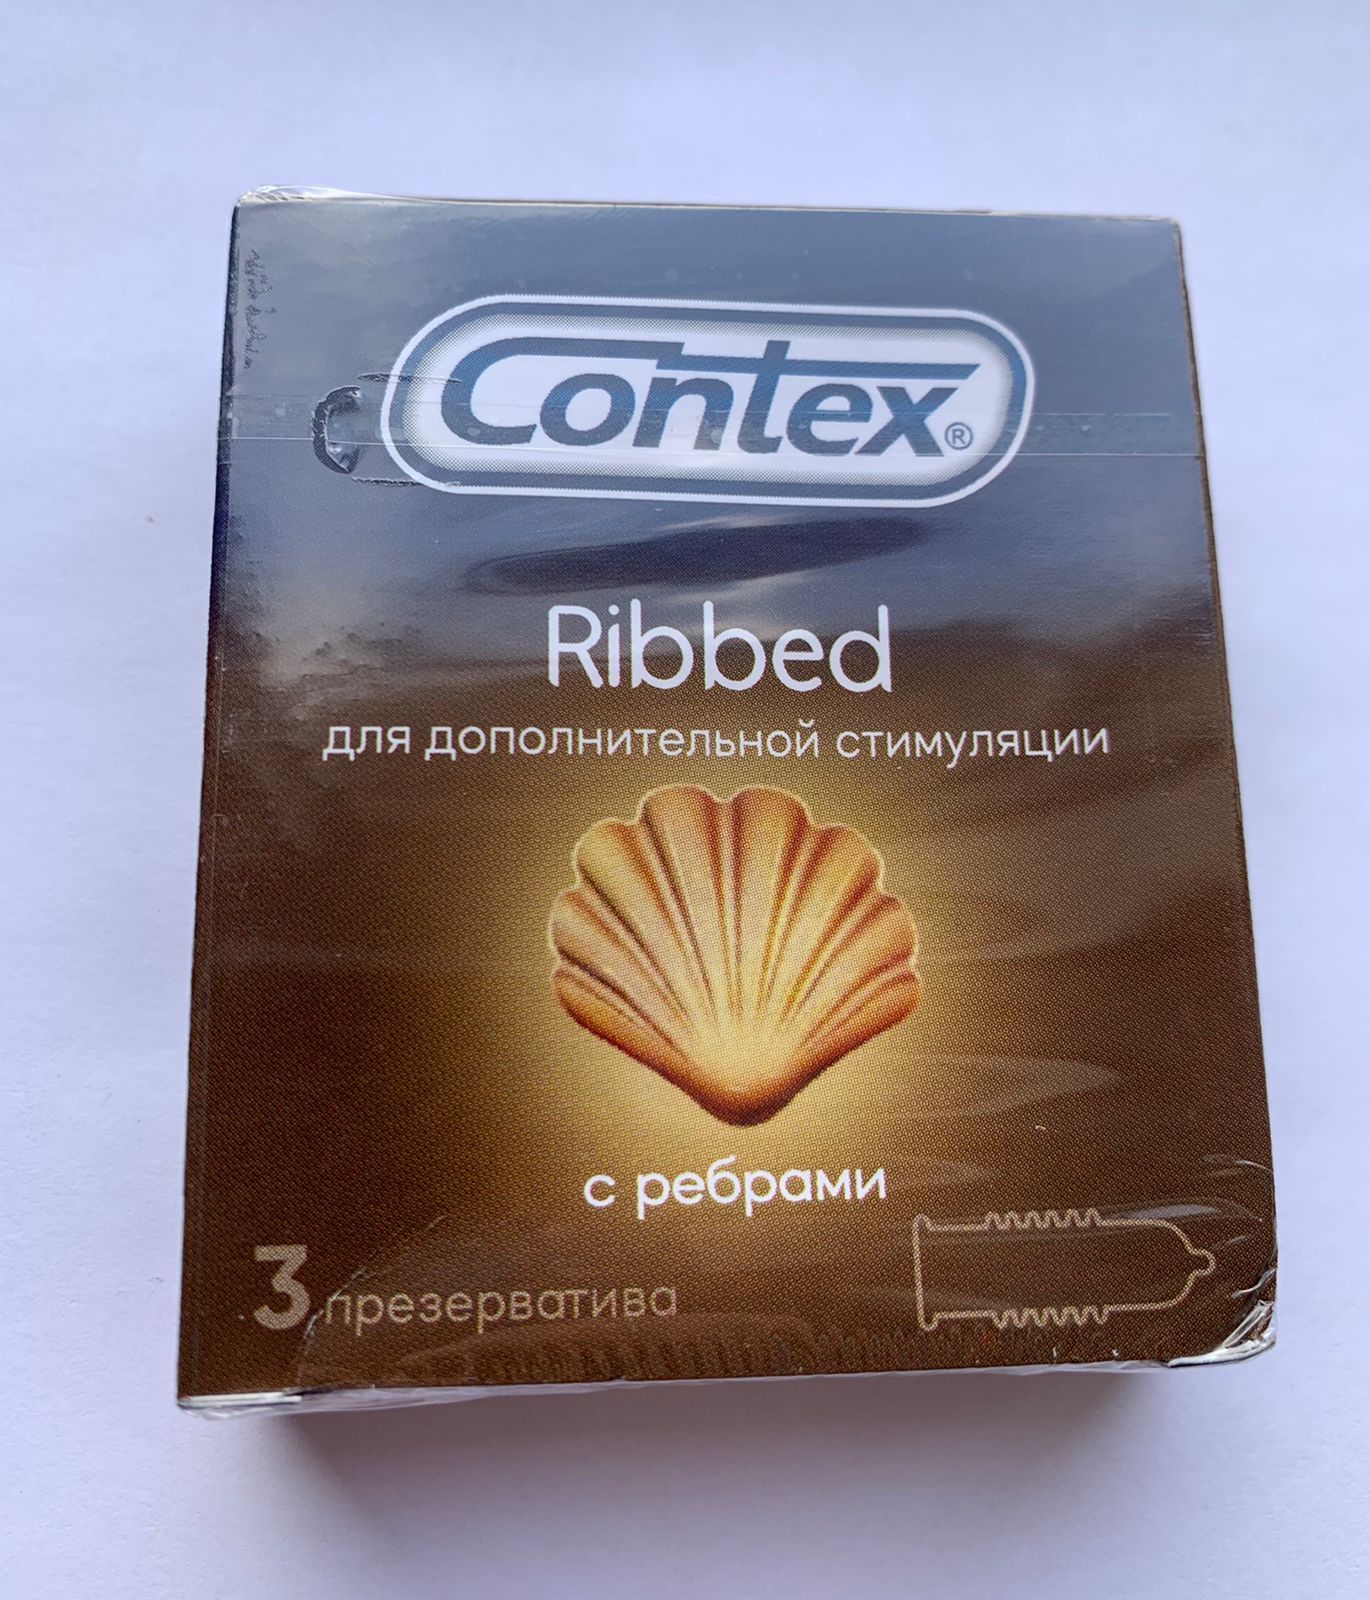 Contex®
Ribbed
для дополнительной стимуляции
с ребрами
3 презерватива